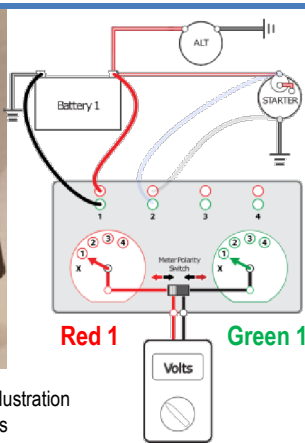 ALT
Battery 1
STARTER
1 2 3 4
1 2 3 4
X
Meter Polarity
Switch
1 2 3 4
X
Red 1 Green 1
Volts
lustration
s